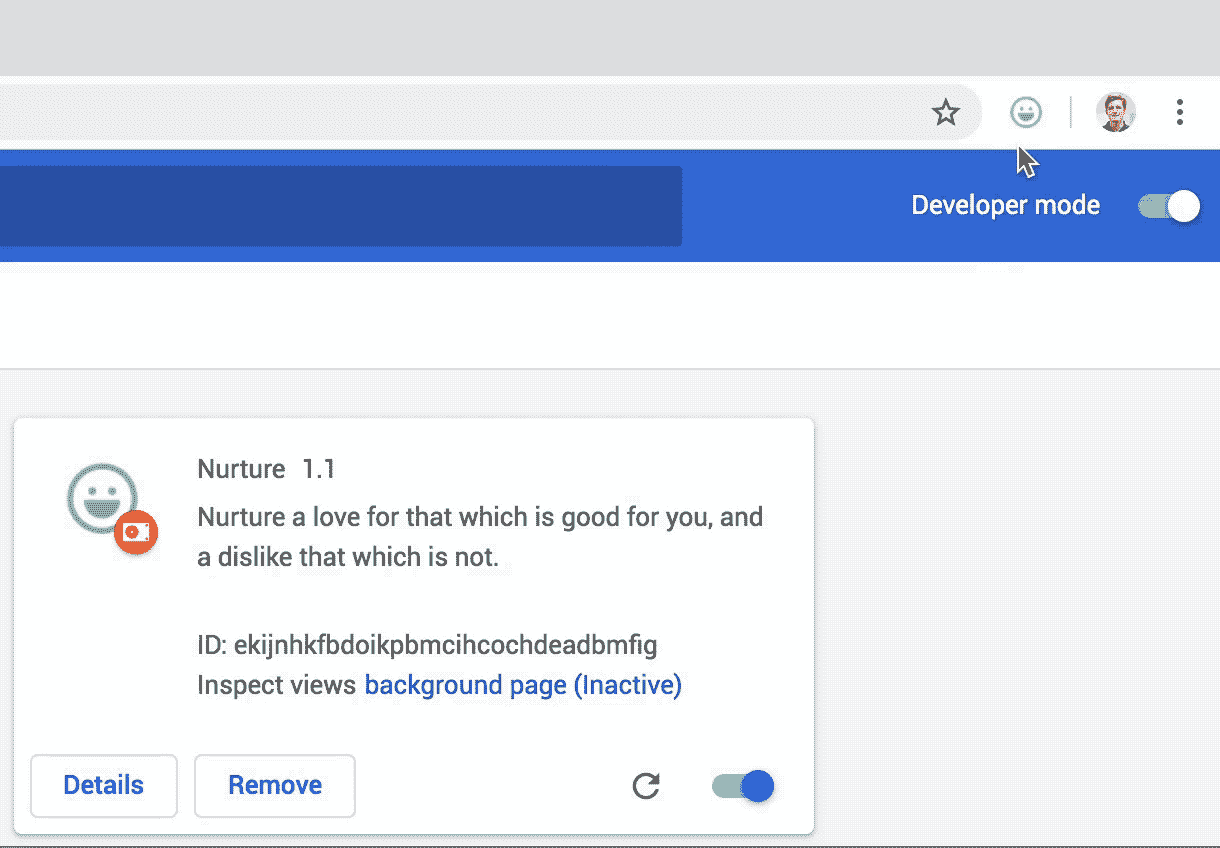 Developer mode
Nurture 1.1
Nurture a love for that which is good for you, and
a dislike that which is not.
ID: ekijnhkfbdoikpbmcihcochdeadbmfig
Inspect views background page (Inactive)
Details
Remove